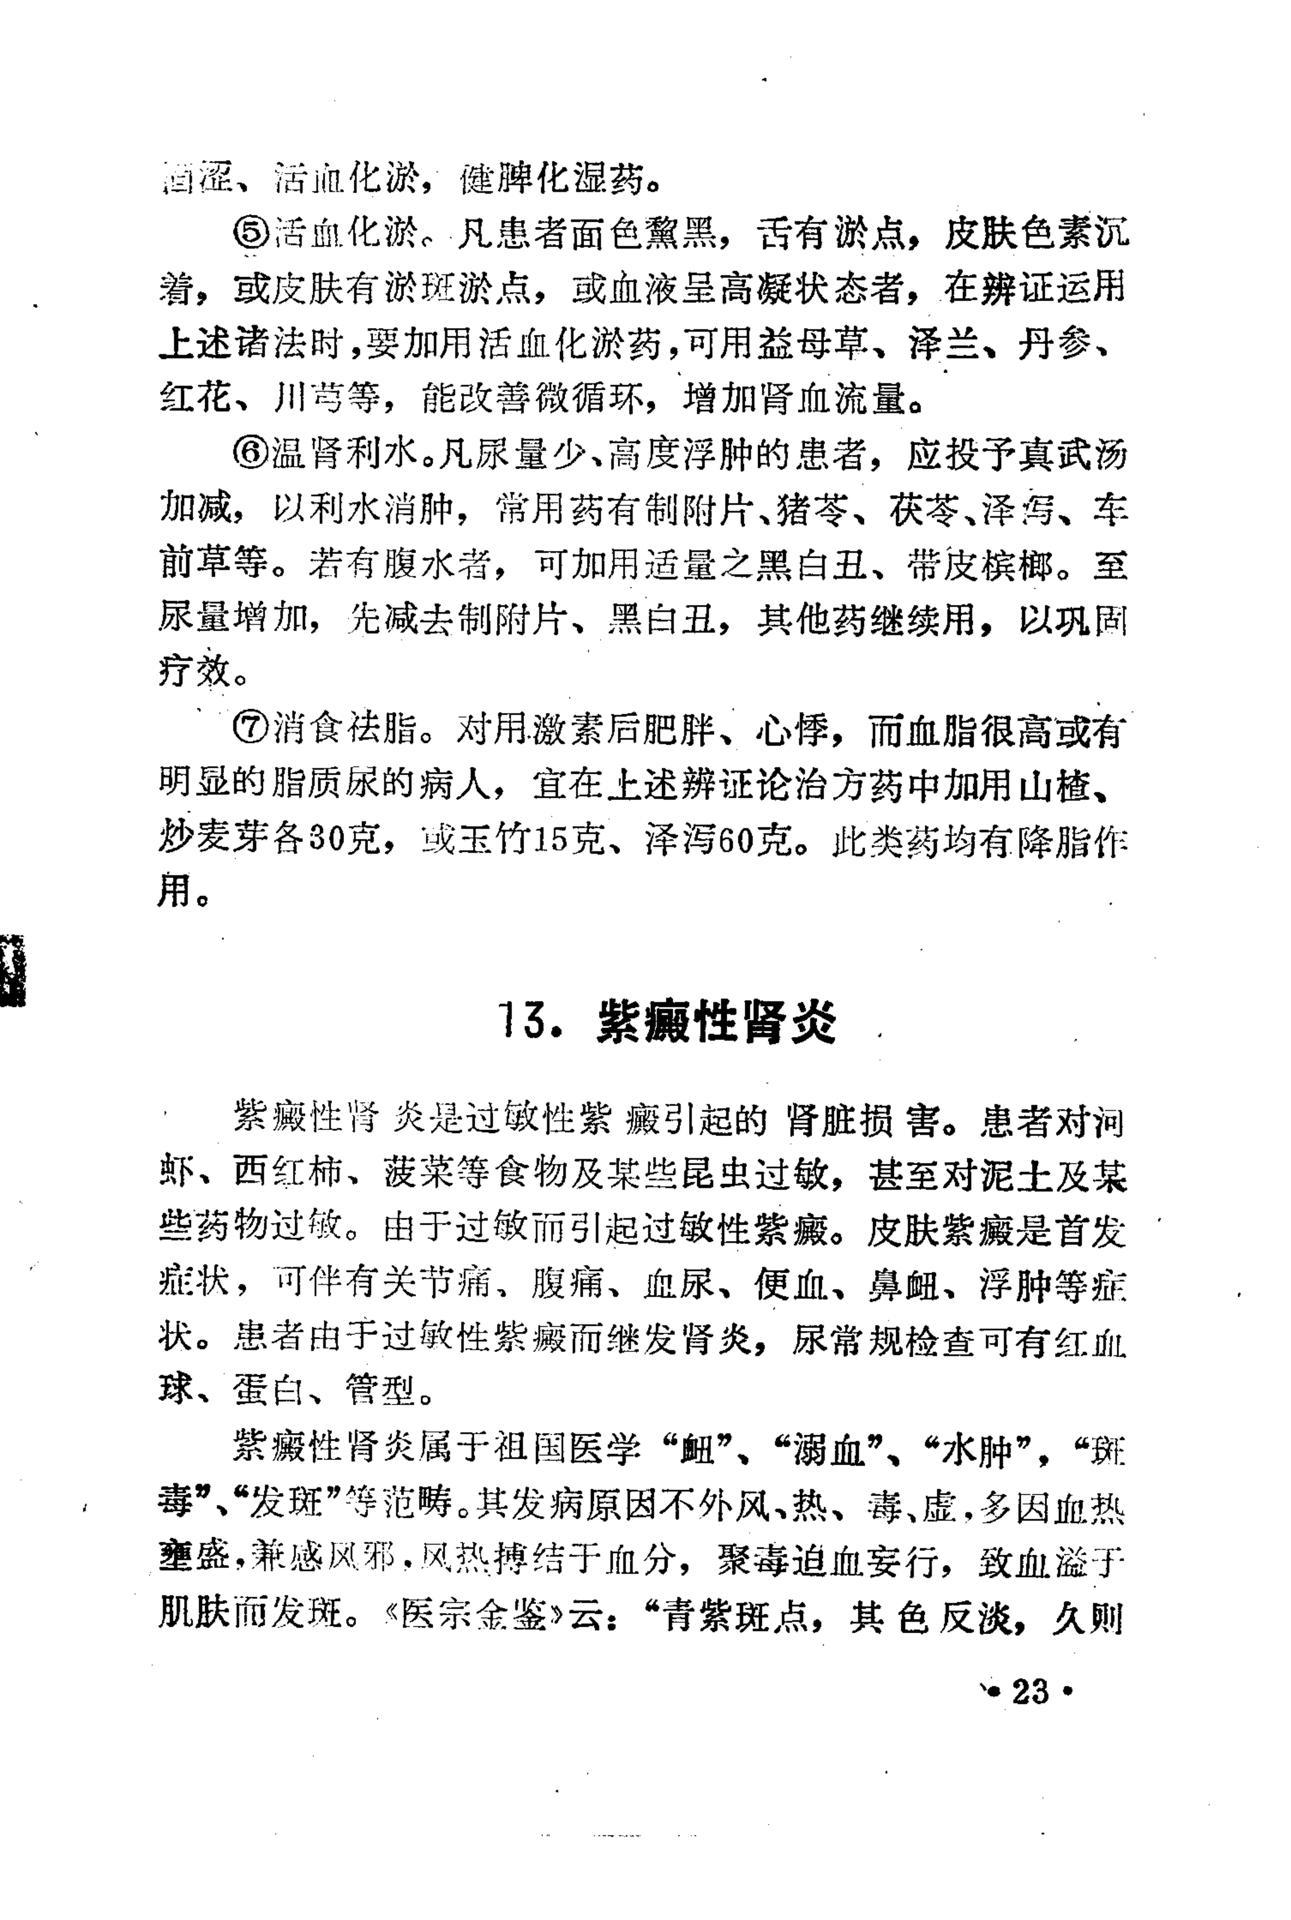 涩、活血化淤，健脾化湿药。
⑤活血化淤。凡患者面色黧黑，舌有淤点，皮肤色素沉
着，或皮肤有淤斑淤点，或血液呈高凝状态者，在辨证运用
上述诸法时，要加用活血化淤药，可用益母草、泽兰、丹参、
红花、川芎等，能改善微循环，增加肾血流量。
⑥温肾利水。凡尿量少、高度浮肿的患者，应投予真武汤
加减，以利水消肿，常用药有制附片、猪苓、茯苓、泽泻、车
前草等。若有腹水者，可加用适量之黑白丑、带皮槟榔。至
尿量增加，先减去制附片、黑白丑，其他药继续用，以巩固
疗效。
⑦消食祛脂。对用激素后肥胖、心悸，而血脂很高或有
明显的脂质尿的病人，宜在上述辨证论治方药中加用山楂、
炒麦芽各30克，或玉竹15克、泽泻60克。此类药均有降脂作
用。
13．紫癜性肾炎
紫癜性肾炎是过敏性紫癜引起的肾脏损害。患者对河
虾、西红柿、菠菜等食物及某些昆虫过敏，甚至对泥土及某
些药物过敏。由于过敏而引起过敏性紫癜。皮肤紫癜是首发
症状，可伴有关节痛、腹痛、血尿、便血、鼻衄、浮肿等症
状。患者由于过敏性紫癜而继发肾炎，尿常规检查可有红血
球、蛋白、管型。
紫癜性肾炎属于祖国医学“衄”、“溺血”、“水肿”，“斑
毒”、“发斑”等范畴。其发病原因不外风、热、毒、虚，多因血热
壅盛，兼感风邪，风热搏结于血分，聚毒迫血妄行，致血溢于
肌肤而发斑。《医宗金鉴》云：“青紫斑点，其色反淡，久则
• 23 •